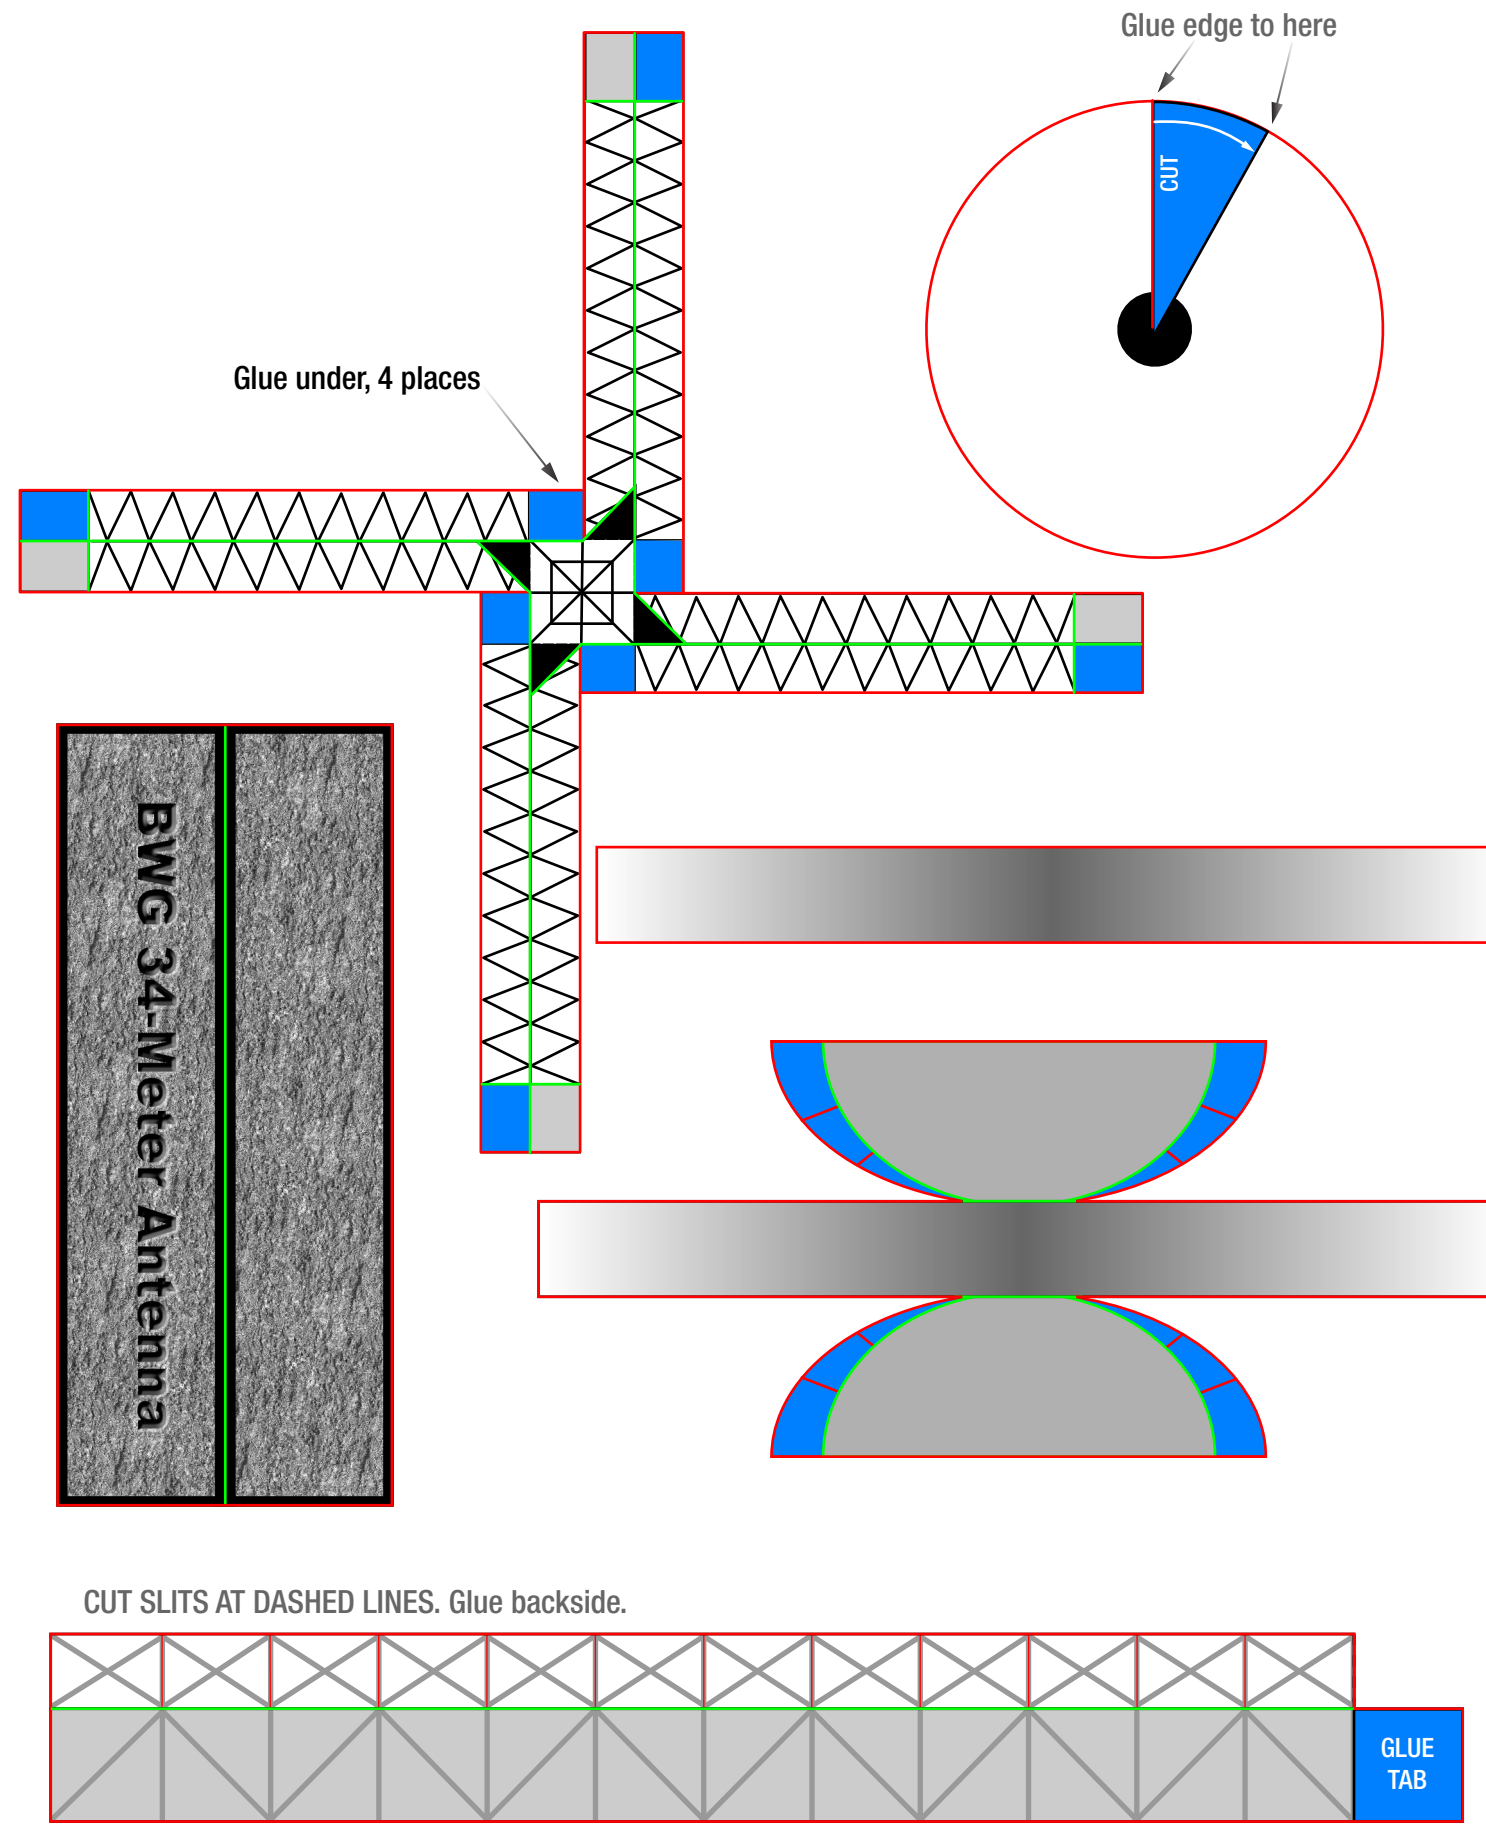 Glue edge to here
CUT
Glue under, 4 places
BWG 34-Meter Antenna
CUT SLITS AT DASHED LINES. Glue backside.
GLUE
TAB